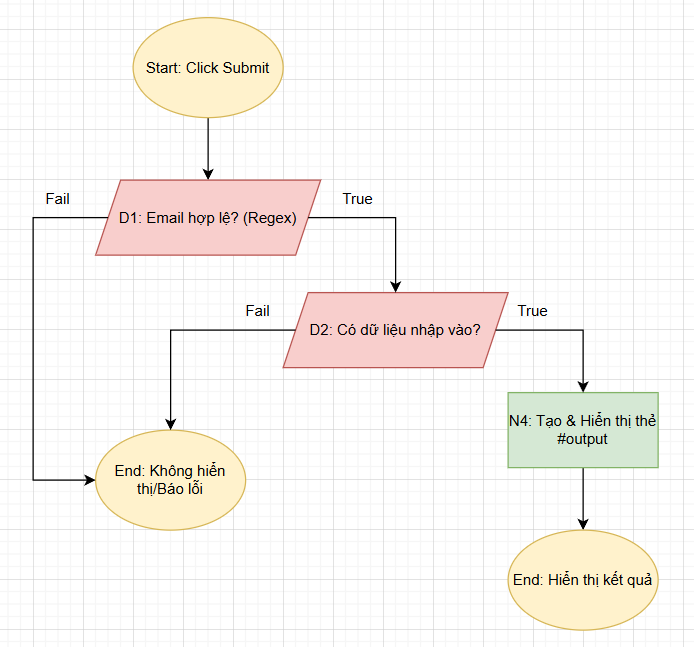 Start: Click Submit
Fail
True
D1: Email hợp lệ? (Regex)
Fail
True
D2: Có dữ liệu nhập vào?
N4: Tạo & Hiển thị thẻ
#output
End: Không hiển
thị/Báo lỗi
End: Hiển thị kết quả